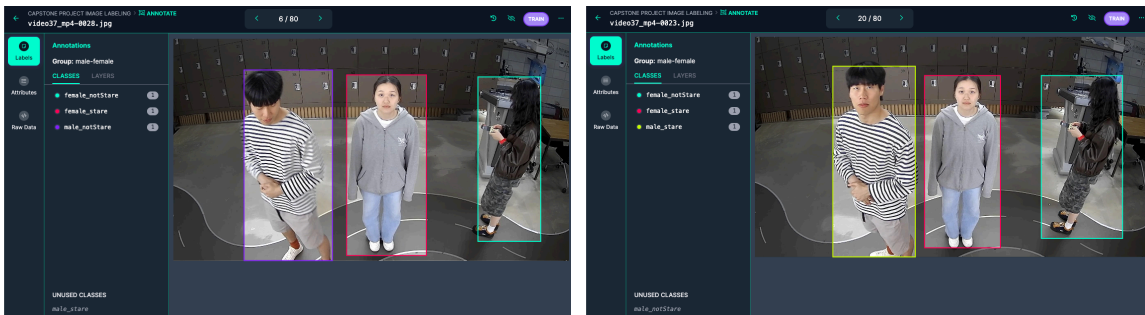 CAPSTONE PROJECT IMAGE LABELING > ANNOTATE
video37_mp4-0028.jpg
6 / 80
TRAIN
Labels
Attributes
Raw Data
Annotations
Group: male-female
CLASSES LAYERS
female_notStare 1
female_stare 1
male_notStare 1
UNUSED CLASSES
male_stare
CAPSTONE PROJECT IMAGE LABELING > ANNOTATE
video37_mp4-0023.jpg
20 / 80
TRAIN
Labels
Attributes
Raw Data
Annotations
Group: male-female
CLASSES LAYERS
female_notStare 1
female_stare 1
male_stare 1
UNUSED CLASSES
male_notStare